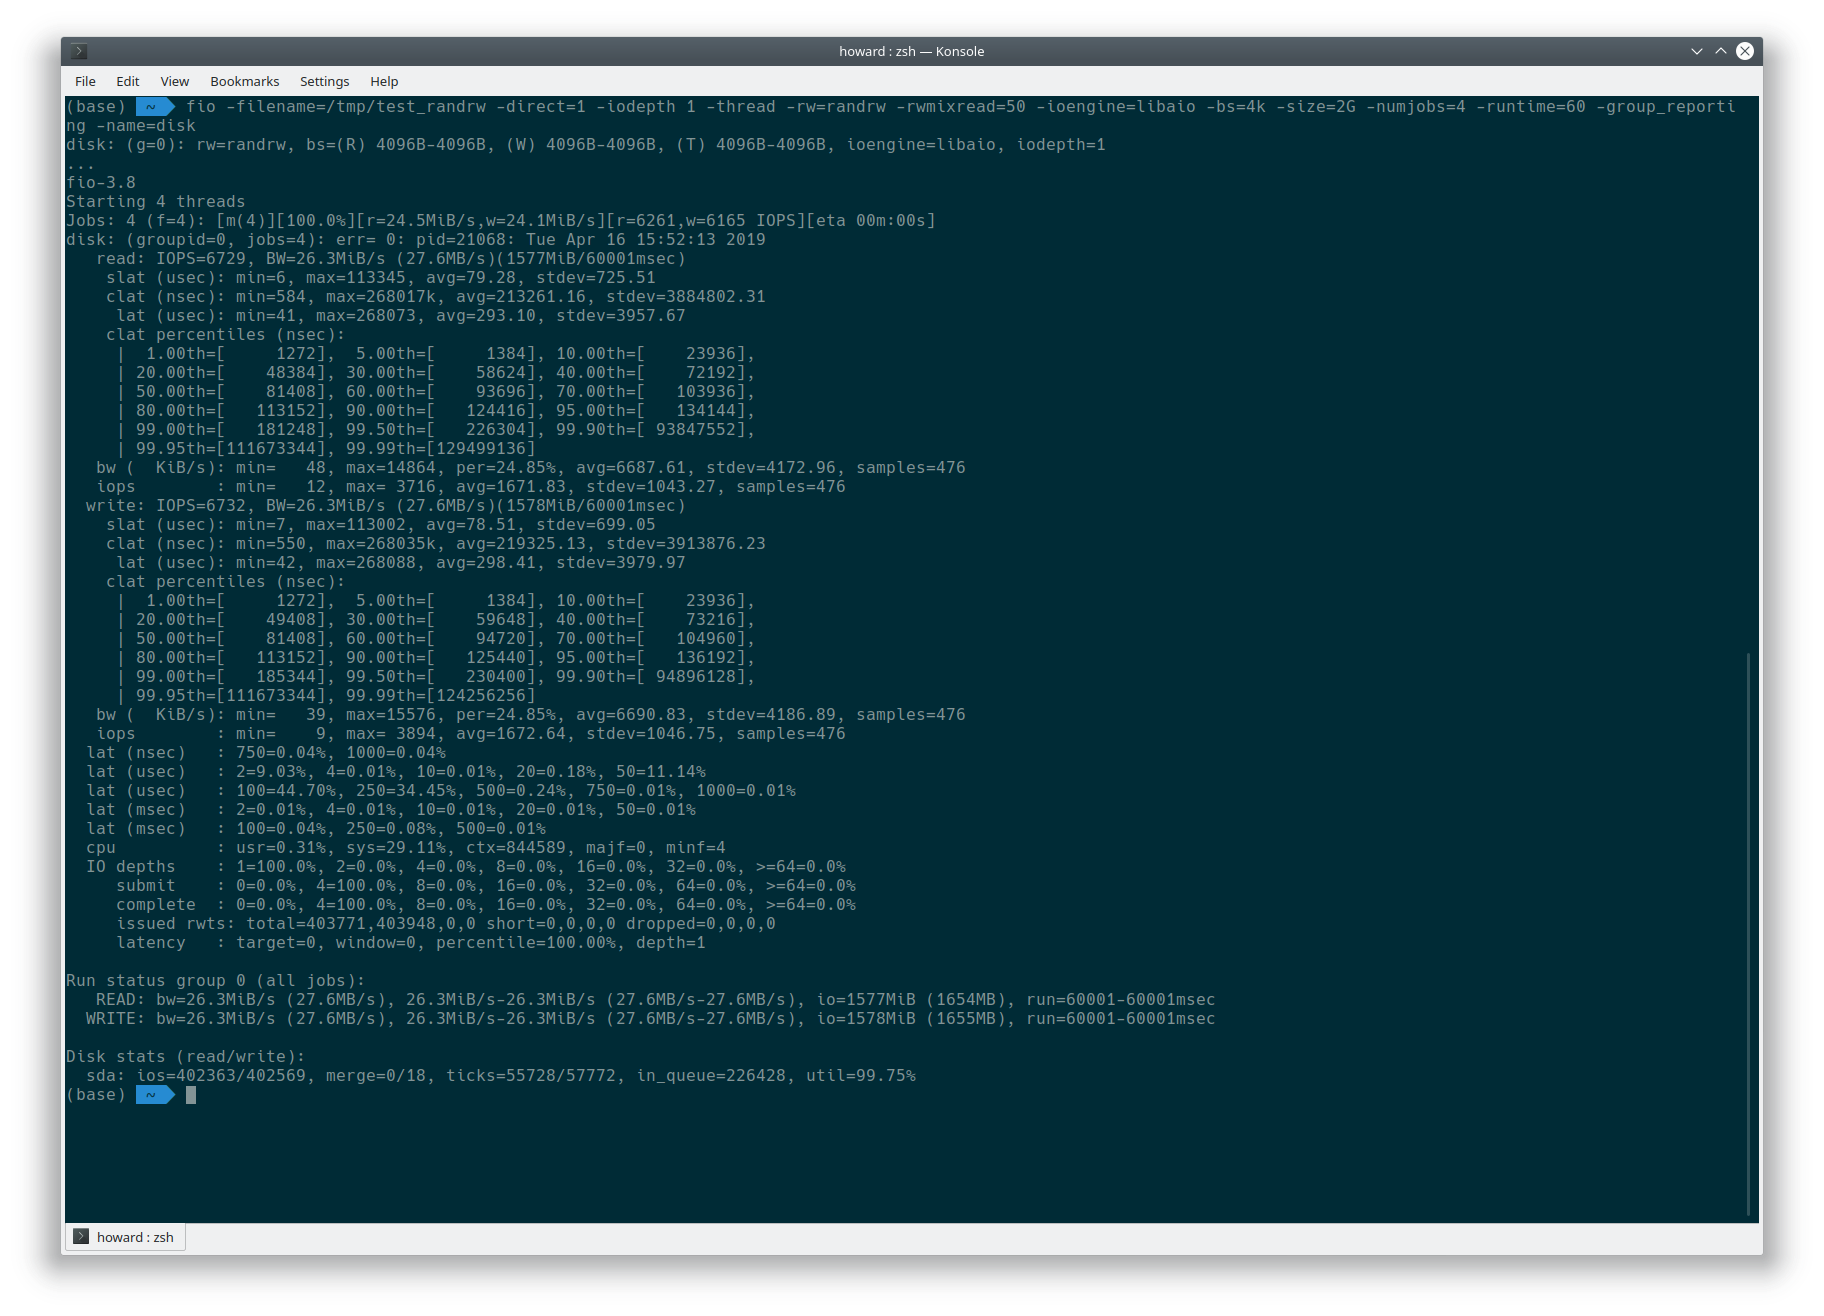 howard : zsh — Konsole
File Edit View Bookmarks Settings Help
(base) ~ fio -filename=/tmp/test_randrw -direct=1 -iodepth 1 -thread -rw=randrw -rwmixread=50 -ioengine=libaio -bs=4k -size=2G -numjobs=4 -runtime=60 -group_reporti
ng -name=disk
disk: (g=0): rw=randrw, bs=(R) 4096B-4096B, (W) 4096B-4096B, (T) 4096B-4096B, ioengine=libaio, iodepth=1
...
fio-3.8
Starting 4 threads
Jobs: 4 (f=4): [m(4)][100.0%][r=24.5MiB/s,w=24.1MiB/s][r=6261,w=6165 IOPS][eta 00m:00s]
disk: (groupid=0, jobs=4): err= 0: pid=21068: Tue Apr 16 15:52:13 2019
   read: IOPS=6729, BW=26.3MiB/s (27.6MB/s)(1577MiB/60001msec)
    slat (usec): min=6, max=113345, avg=79.28, stdev=725.51
    clat (nsec): min=584, max=268017k, avg=213261.16, stdev=3884802.31
     lat (usec): min=41, max=268073, avg=293.10, stdev=3957.67
    clat percentiles (nsec):
     |  1.00th=[     1272],  5.00th=[     1384], 10.00th=[    23936],
     | 20.00th=[    48384], 30.00th=[    58624], 40.00th=[    72192],
     | 50.00th=[    81408], 60.00th=[    93696], 70.00th=[   103936],
     | 80.00th=[   113152], 90.00th=[   124416], 95.00th=[   134144],
     | 99.00th=[   181248], 99.50th=[   226304], 99.90th=[ 93847552],
     | 99.95th=[111673344], 99.99th=[129499136]
   bw (  KiB/s): min=   48, max=14864, per=24.85%, avg=6687.61, stdev=4172.96, samples=476
   iops        : min=   12, max= 3716, avg=1671.83, stdev=1043.27, samples=476
  write: IOPS=6732, BW=26.3MiB/s (27.6MB/s)(1578MiB/60001msec)
    slat (usec): min=7, max=113002, avg=78.51, stdev=699.05
    clat (nsec): min=550, max=268035k, avg=219325.13, stdev=3913876.23
     lat (usec): min=42, max=268088, avg=298.41, stdev=3979.97
    clat percentiles (nsec):
     |  1.00th=[     1272],  5.00th=[     1384], 10.00th=[    23936],
     | 20.00th=[    49408], 30.00th=[    59648], 40.00th=[    73216],
     | 50.00th=[    81408], 60.00th=[    94720], 70.00th=[   104960],
     | 80.00th=[   113152], 90.00th=[   125440], 95.00th=[   136192],
     | 99.00th=[   185344], 99.50th=[   230400], 99.90th=[ 94896128],
     | 99.95th=[111673344], 99.99th=[124256256]
   bw (  KiB/s): min=   39, max=15576, per=24.85%, avg=6690.83, stdev=4186.89, samples=476
   iops        : min=    9, max= 3894, avg=1672.64, stdev=1046.75, samples=476
  lat (nsec)   : 750=0.04%, 1000=0.04%
  lat (usec)   : 2=9.03%, 4=0.01%, 10=0.01%, 20=0.18%, 50=11.14%
  lat (usec)   : 100=44.70%, 250=34.45%, 500=0.24%, 750=0.01%, 1000=0.01%
  lat (msec)   : 2=0.01%, 4=0.01%, 10=0.01%, 20=0.01%, 50=0.01%
  lat (msec)   : 100=0.04%, 250=0.08%, 500=0.01%
  cpu          : usr=0.31%, sys=29.11%, ctx=844589, majf=0, minf=4
  IO depths    : 1=100.0%, 2=0.0%, 4=0.0%, 8=0.0%, 16=0.0%, 32=0.0%, >=64=0.0%
     submit    : 0=0.0%, 4=100.0%, 8=0.0%, 16=0.0%, 32=0.0%, 64=0.0%, >=64=0.0%
     complete  : 0=0.0%, 4=100.0%, 8=0.0%, 16=0.0%, 32=0.0%, 64=0.0%, >=64=0.0%
     issued rwts: total=403771,403948,0,0 short=0,0,0,0 dropped=0,0,0,0
     latency   : target=0, window=0, percentile=100.00%, depth=1
Run status group 0 (all jobs):
   READ: bw=26.3MiB/s (27.6MB/s), 26.3MiB/s-26.3MiB/s (27.6MB/s-27.6MB/s), io=1577MiB (1654MB), run=60001-60001msec
  WRITE: bw=26.3MiB/s (27.6MB/s), 26.3MiB/s-26.3MiB/s (27.6MB/s-27.6MB/s), io=1578MiB (1655MB), run=60001-60001msec
Disk stats (read/write):
  sda: ios=402363/402569, merge=0/18, ticks=55728/57772, in_queue=226428, util=99.75%
(base) ~
howard : zsh